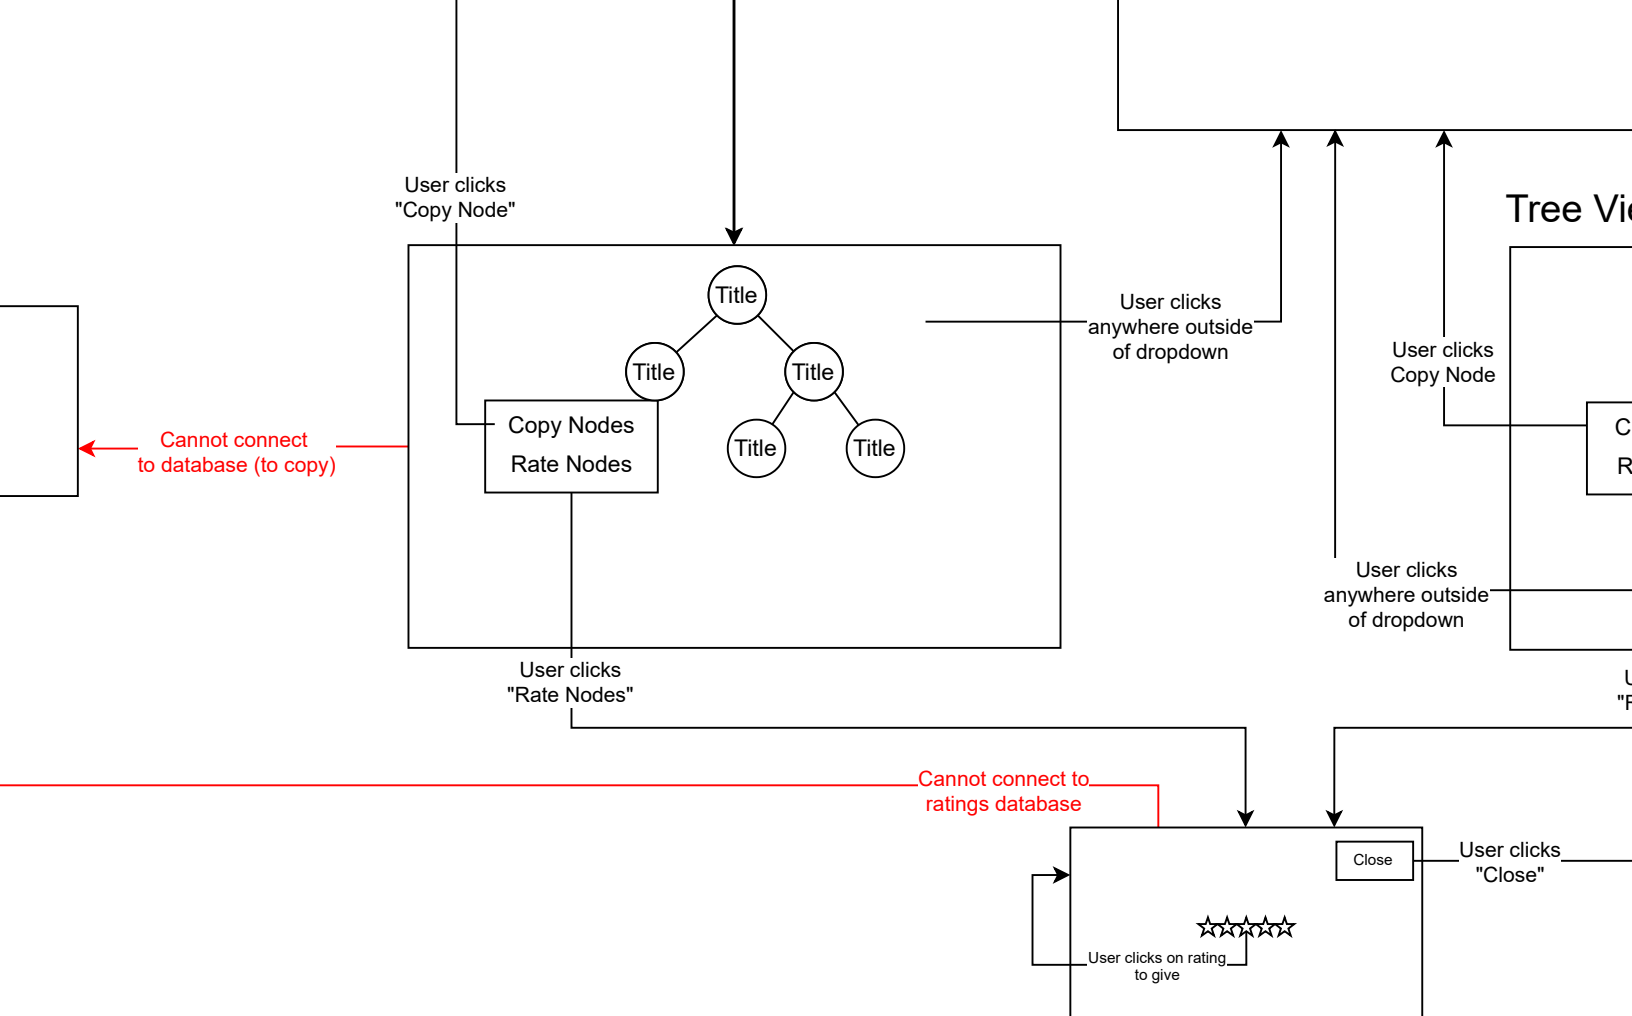 User clicks
"Copy Node"
Tree Vie
Title
User clicks
anywhere outside
of dropdown
Title
Title
User clicks
Copy Node
Copy Nodes
Rate Nodes
Title
Title
Cannot connect
to database (to copy)
C
R
User clicks
anywhere outside
of dropdown
User clicks
"Rate Nodes"
U
"R
Cannot connect to
ratings database
Close
User clicks
"Close"
User clicks on rating
to give